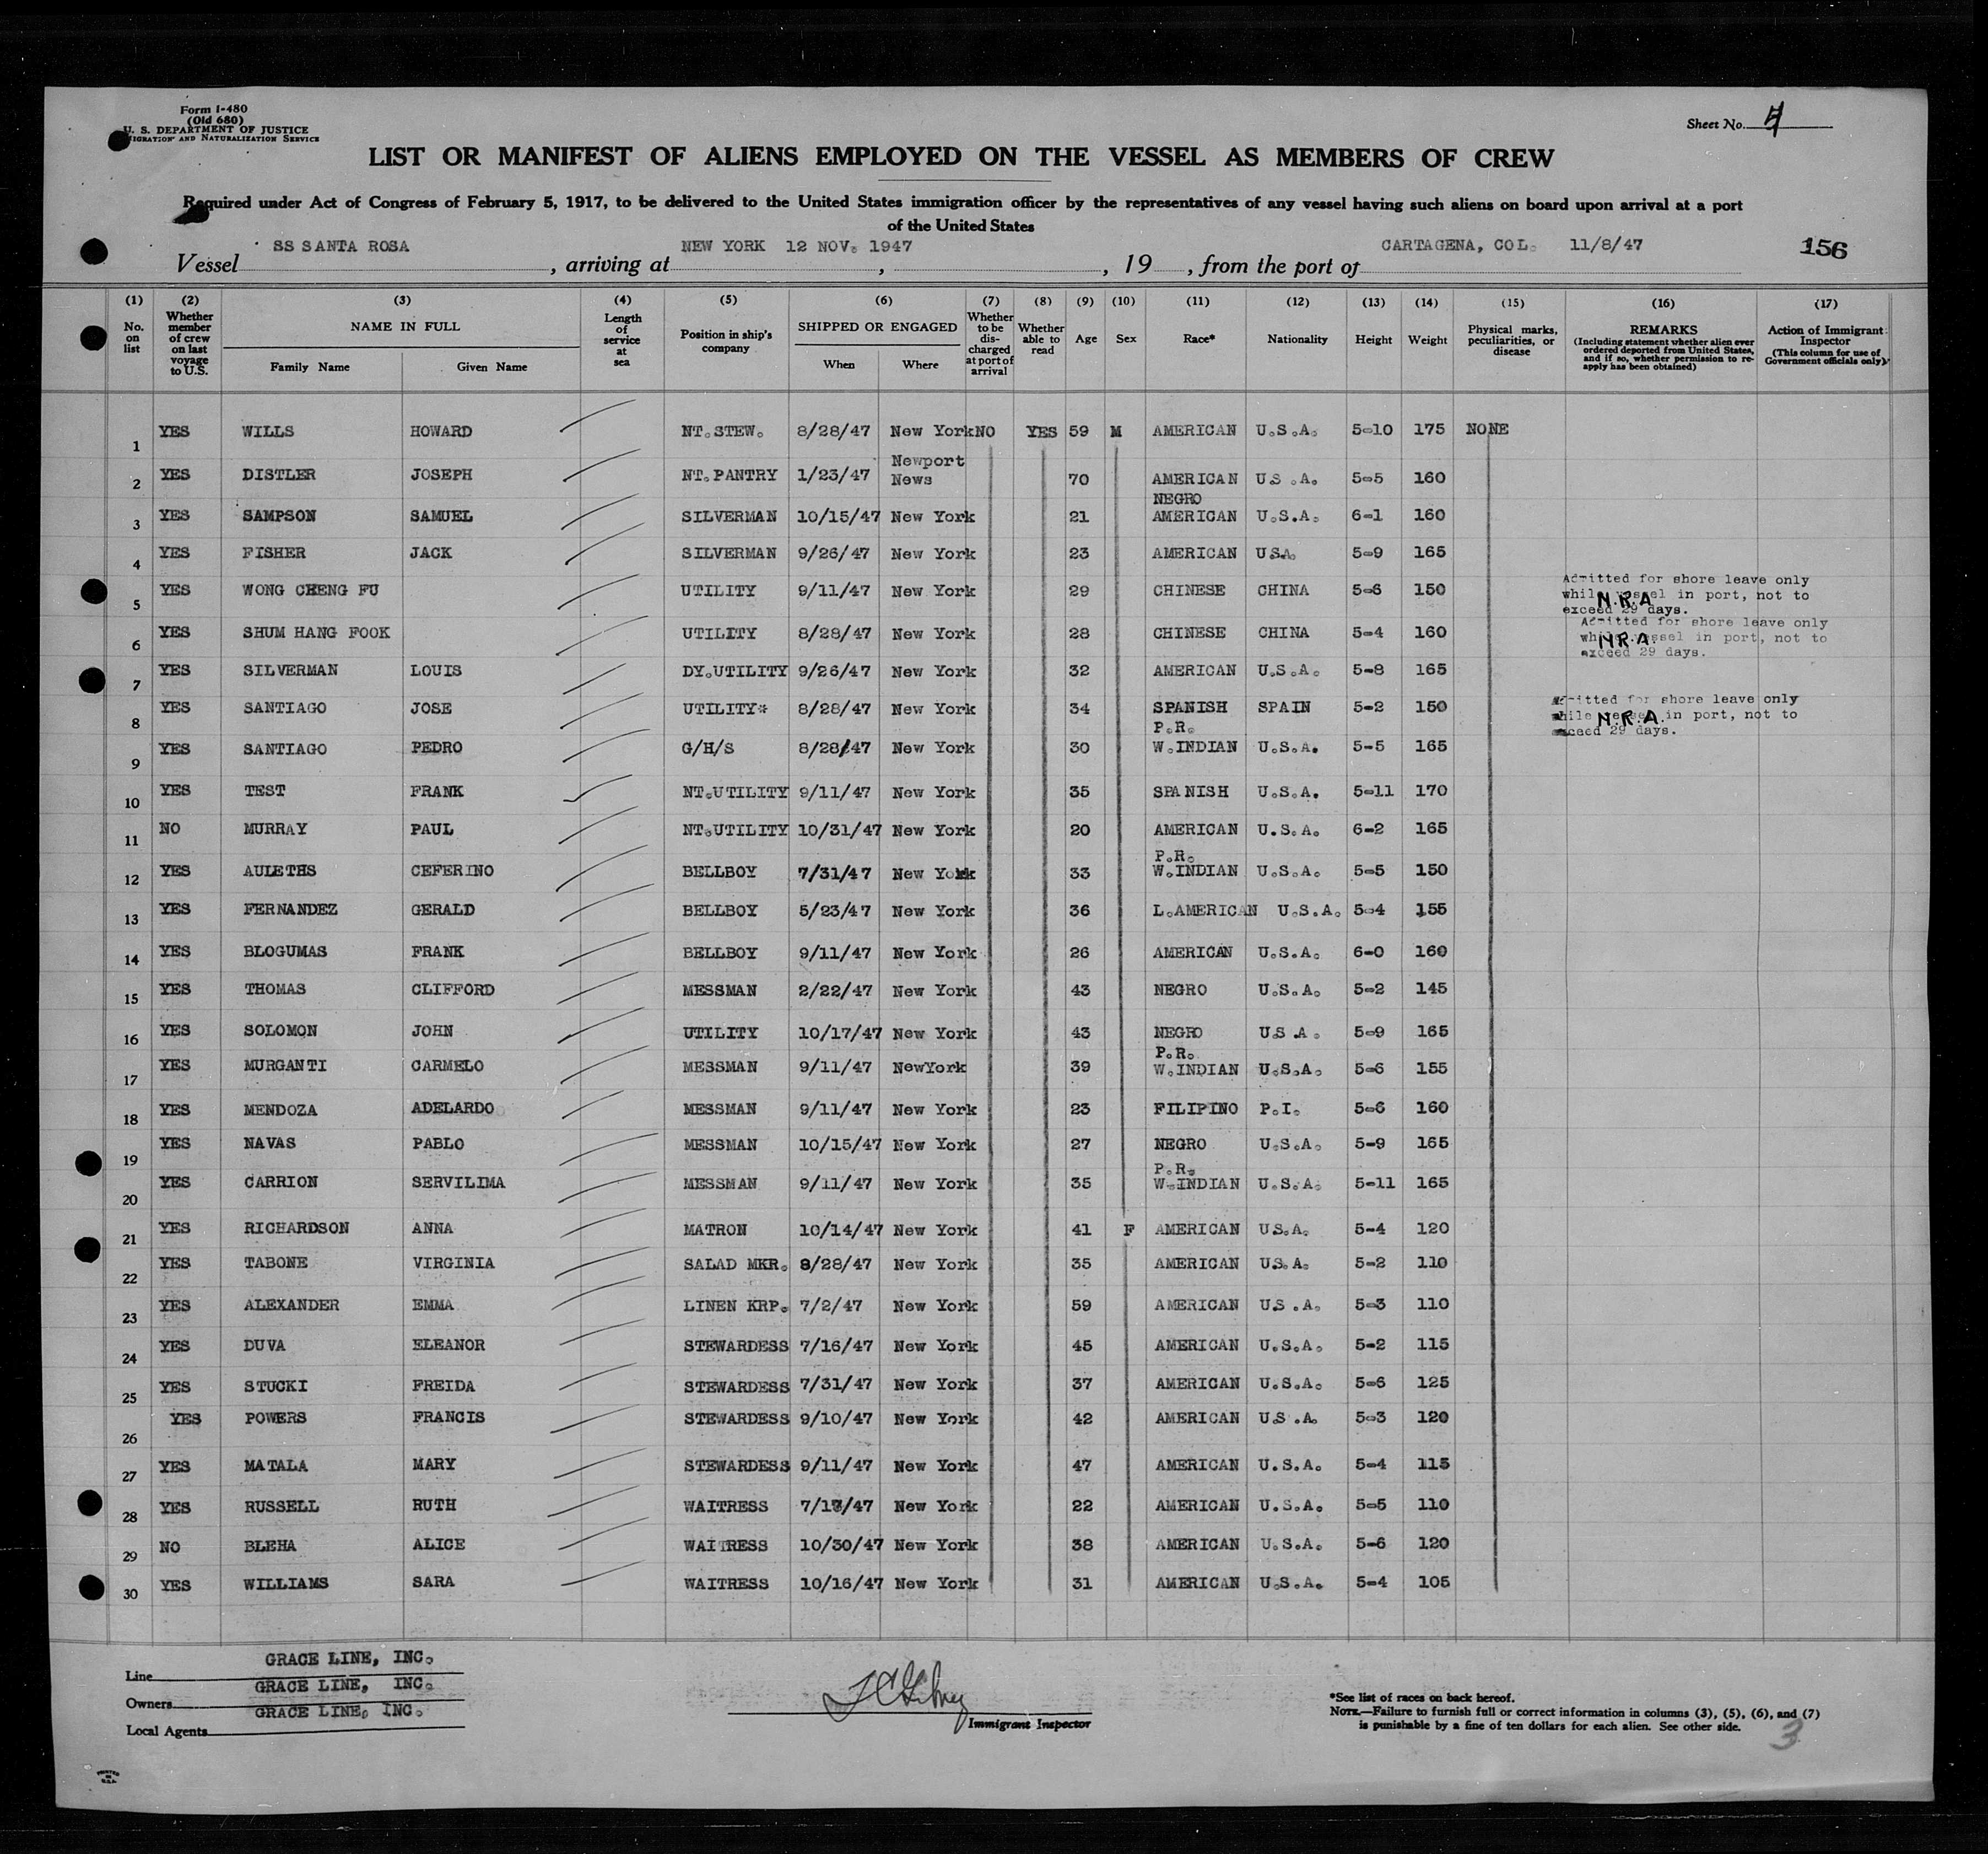 Form I-480
(Old 680)
U. S. DEPARTMENT OF JUSTICE
IGRATION AND NATURALIZATION SERVICE
Sheet No.
LIST OR MANIFEST OF ALIENS EMPLOYED ON THE VESSEL AS MEMBERS OF CREW
Required under Act of Congress of February 5, 1917, to be delivered to the United States immigration officer by the representatives of any vessel having such aliens on board upon arrival at a port
of the United States
Vessel SS SANTA ROSA, arriving at NEW YORK 12 NOV. 1947, 19 , from the port of CARTAGENA, COL. 11/8/47 156
(1) No. on list
(2) Whether member of crew on last voyage to U.S.
(3) NAME IN FULL Family Name Given Name
(4) Length of service at sea
(5) Position in ship's company
(6) SHIPPED OR ENGAGED When Where
(7) Whether to be discharged at port of arrival
(8) Whether able to read
(9) Age
(10) Sex
(11) Race*
(12) Nationality
(13) Height
(14) Weight
(15) Physical marks, peculiarities, or disease
(16) REMARKS (Including statement whether alien ever ordered deported from United States, and if so, whether permission to re-apply has been obtained)
(17) Action of Immigrant Inspector (This column for use of Government officials only)
1 YES WILLS HOWARD NT.STEW. 8/28/47 New York NO YES 59 M AMERICAN U.S.A. 5-10 175 NONE
2 YES DISTLER JOSEPH NT.PANTRY 1/23/47 Newport News 70 AMERICAN U.S.A. 5-5 160
3 YES SAMPSON SAMUEL SILVERMAN 10/15/47 New York 21 NEGRO AMERICAN U.S.A. 6-1 160
4 YES FISHER JACK SILVERMAN 9/26/47 New York 23 AMERICAN USA. 5-9 165
5 YES WONG CHENG FU UTILITY 9/11/47 New York 29 CHINESE CHINA 5-6 150 Admitted for shore leave only while vessel in port, not to exceed 29 days. N.R.A.
6 YES SHUM HANG FOOK UTILITY 8/28/47 New York 28 CHINESE CHINA 5-4 160 Admitted for shore leave only while vessel in port, not to exceed 29 days. N.R.A.
7 YES SILVERMAN LOUIS DY.UTILITY 9/26/47 New York 32 AMERICAN U.S.A. 5-8 165
8 YES SANTIAGO JOSE UTILITY* 8/28/47 New York 34 SPANISH SPAIN 5-2 150 Admitted for shore leave only while vessel in port, not to exceed 29 days. N.R.A.
9 YES SANTIAGO PEDRO G/H/S 8/28/47 New York 30 P.R. W.INDIAN U.S.A. 5-5 165
10 YES TEST FRANK NT.UTILITY 9/11/47 New York 35 SPANISH U.S.A. 5-11 170
11 NO MURRAY PAUL NT.UTILITY 10/31/47 New York 20 AMERICAN U.S.A. 6-2 165
12 YES AULETHS CEFERINO BELLBOY 7/31/47 New York 33 P.R. W.INDIAN U.S.A. 5-5 150
13 YES FERNANDEZ GERALD BELLBOY 5/23/47 New York 36 L.AMERICAN U.S.A. 5-4 155
14 YES BLOGUMAS FRANK BELLBOY 9/11/47 New York 26 AMERICAN U.S.A. 6-0 160
15 YES THOMAS CLIFFORD MESSMAN 2/22/47 New York 43 NEGRO U.S.A. 5-2 145
16 YES SOLOMON JOHN UTILITY 10/17/47 New York 43 NEGRO U.S.A. 5-9 165
17 YES MURGANTI CARMELO MESSMAN 9/11/47 NewYork 39 P.R. W.INDIAN U.S.A. 5-6 155
18 YES MENDOZA ADELARDO MESSMAN 9/11/47 New York 23 FILIPINO P.I. 5-6 160
19 YES NAVAS PABLO MESSMAN 10/15/47 New York 27 NEGRO U.S.A. 5-9 165
20 YES CARRION SERVILIMA MESSMAN 9/11/47 New York 35 P.R. W.INDIAN U.S.A. 5-11 165
21 YES RICHARDSON ANNA MATRON 10/14/47 New York 41 F AMERICAN U.S.A. 5-4 120
22 YES TABONE VIRGINIA SALAD MKR. 8/28/47 New York 35 AMERICAN U.S.A. 5-2 110
23 YES ALEXANDER EMMA LINEN KRP. 7/2/47 New York 59 AMERICAN U.S.A. 5-3 110
24 YES DUVA ELEANOR STEWARDESS 7/16/47 New York 45 AMERICAN U.S.A. 5-2 115
25 YES STUCKI FREIDA STEWARDESS 7/31/47 New York 37 AMERICAN U.S.A. 5-6 125
26 YES POWERS FRANCIS STEWARDESS 9/10/47 New York 42 AMERICAN U.S.A. 5-3 120
27 YES MATALA MARY STEWARDESS 9/11/47 New York 47 AMERICAN U.S.A. 5-4 115
28 YES RUSSELL RUTH WAITRESS 7/17/47 New York 22 AMERICAN U.S.A. 5-5 110
29 NO BLEHA ALICE WAITRESS 10/30/47 New York 38 AMERICAN U.S.A. 5-6 120
30 YES WILLIAMS SARA WAITRESS 10/16/47 New York 31 AMERICAN U.S.A. 5-4 105
Line GRACE LINE, INC.
Owners GRACE LINE, INC.
Local Agents GRACE LINE, INC.
Immigrant Inspector
*See list of races on back hereof.
NOTE.—Failure to furnish full or correct information in columns (3), (5), (6), and (7)
is punishable by a fine of ten dollars for each alien. See other side.
3